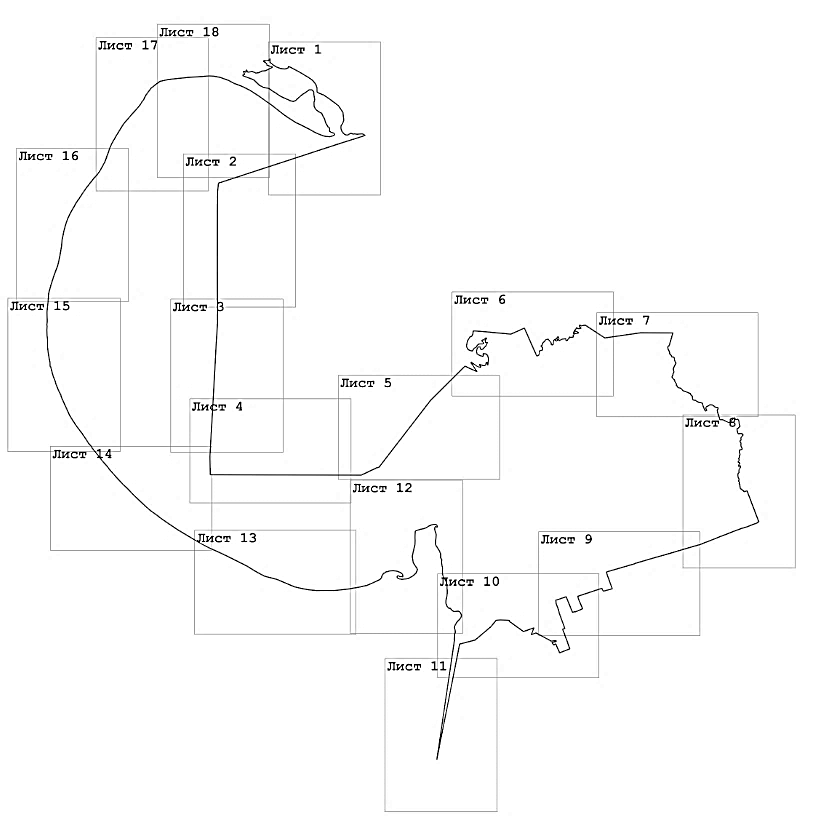 Лист 18
Лист 17
Лист 1
Лист 16
Лист 2
Лист 6
Лист 15
Лист 3
Лист 7
Лист 5
Лист 4
Лист 8
Лист 14
Лист 12
Лист 13
Лист 9
Лист 10
Лист 11